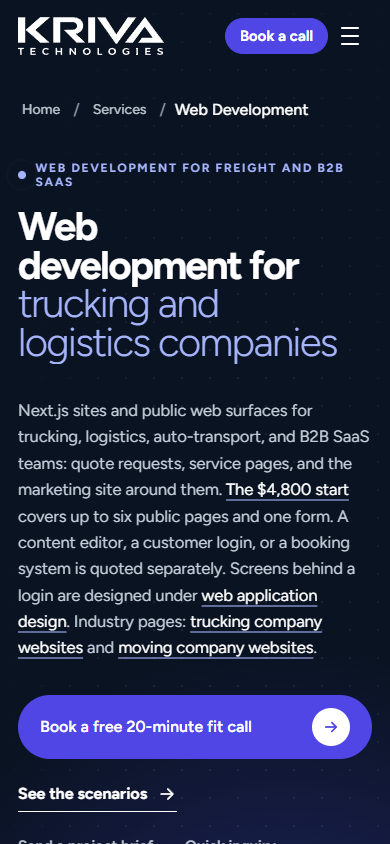 KRIVA
TECHNOLOGIES
Book a call
Home / Services / Web Development
WEB DEVELOPMENT FOR FREIGHT AND B2B
SAAS
Web
development for
trucking and
logistics companies
Next.js sites and public web surfaces for
trucking, logistics, auto-transport, and B2B SaaS
teams: quote requests, service pages, and the
marketing site around them. The $4,800 start
covers up to six public pages and one form. A
content editor, a customer login, or a booking
system is quoted separately. Screens behind a
login are designed under web application
design. Industry pages: trucking company
websites and moving company websites.
Book a free 20-minute fit call →
See the scenarios →
Send a project brief Quick inquiry